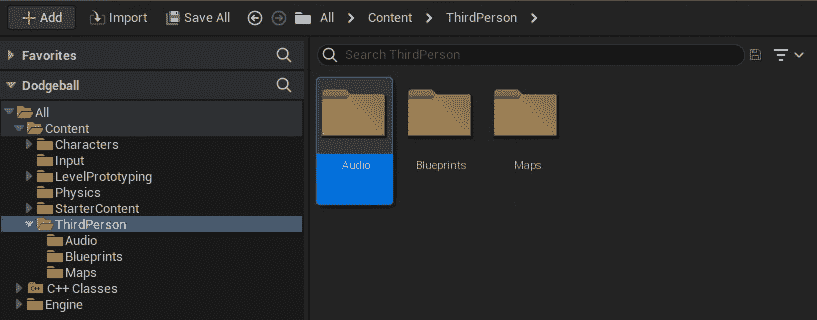 Add Import Save All All Content ThirdPerson
Favorites
Search ThirdPerson
Dodgeball
All
Content
Characters
Input
LevelPrototyping
Physics
StarterContent
ThirdPerson
Audio
Blueprints
Maps
C++ Classes
Engine
Audio Blueprints Maps